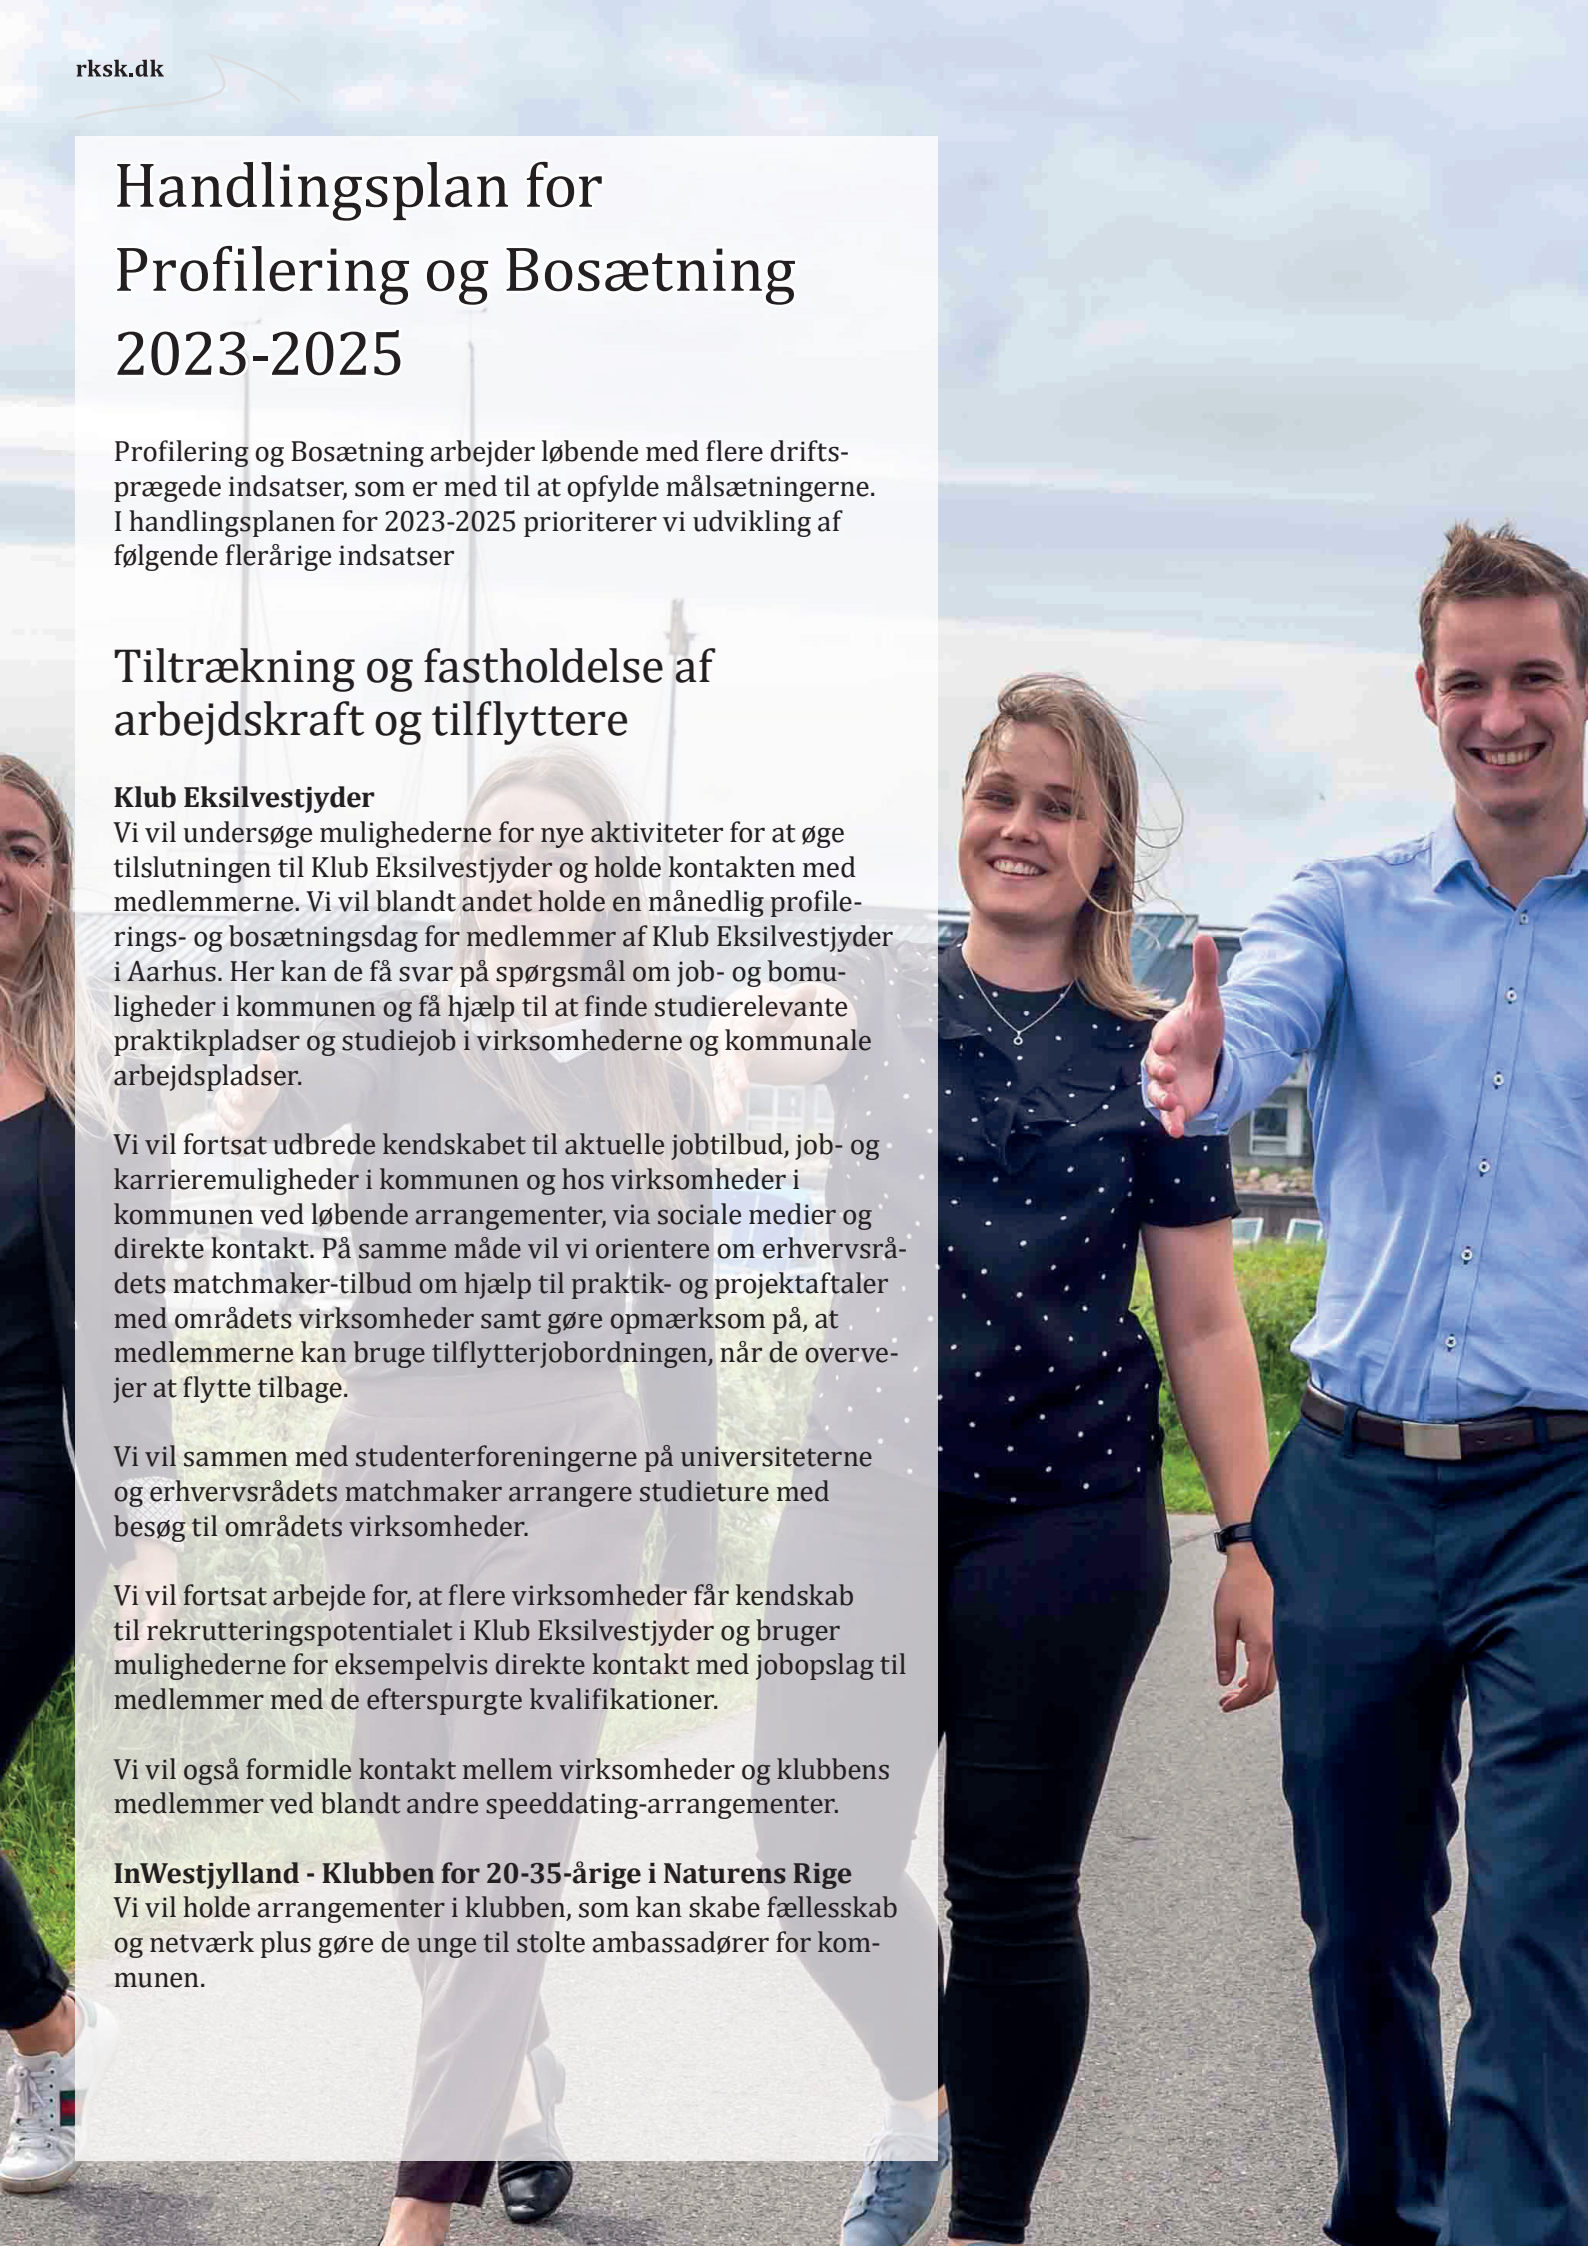 rksk.dk
Handlingsplan for
Profilering og Bosætning
2023-2025
Profilering og Bosætning arbejder løbende med flere drifts-
prægede indsatser, som er med til at opfylde målsætningerne.
I handlingsplanen for 2023-2025 prioriterer vi udvikling af
følgende flerårige indsatser
Tiltrækning og fastholdelse af
arbejdskraft og tilflyttere
Klub Eksilvestjyder
Vi vil undersøge mulighederne for nye aktiviteter for at øge
tilslutningen til Klub Eksilvestjyder og holde kontakten med
medlemmerne. Vi vil blandt andet holde en månedlig profile-
rings- og bosætningsdag for medlemmer af Klub Eksilvestjyder
i Aarhus. Her kan de få svar på spørgsmål om job- og bomu-
ligheder i kommunen og få hjælp til at finde studierelevante
praktikpladser og studiejob i virksomhederne og kommunale
arbejdspladser.
Vi vil fortsat udbrede kendskabet til aktuelle jobtilbud, job- og
karrieremuligheder i kommunen og hos virksomheder i
kommunen ved løbende arrangementer, via sociale medier og
direkte kontakt. På samme måde vil vi orientere om erhvervsrå-
dets matchmaker-tilbud om hjælp til praktik- og projektaftaler
med områdets virksomheder samt gøre opmærksom på, at
medlemmerne kan bruge tilflytterjobordningen, når de overve-
jer at flytte tilbage.
Vi vil sammen med studenterforeningerne på universiteterne
og erhvervsrådets matchmaker arrangere studieture med
besøg til områdets virksomheder.
Vi vil fortsat arbejde for, at flere virksomheder får kendskab
til rekrutteringspotentialet i Klub Eksilvestjyder og bruger
mulighederne for eksempelvis direkte kontakt med jobopslag til
medlemmer med de efterspurgte kvalifikationer.
Vi vil også formidle kontakt mellem virksomheder og klubbens
medlemmer ved blandt andre speeddating-arrangementer.
InWestjylland - Klubben for 20-35-årige i Naturens Rige
Vi vil holde arrangementer i klubben, som kan skabe fællesskab
og netværk plus gøre de unge til stolte ambassadører for kom-
munen.